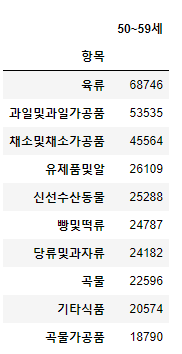 50~59세
항목
육류 68746
과일및과일가공품 53535
채소및채소가공품 45564
유제품및알 26109
신선수산동물 25288
빵및떡류 24787
당류및과자류 24182
곡물 22596
기타식품 20574
곡물가공품 18790